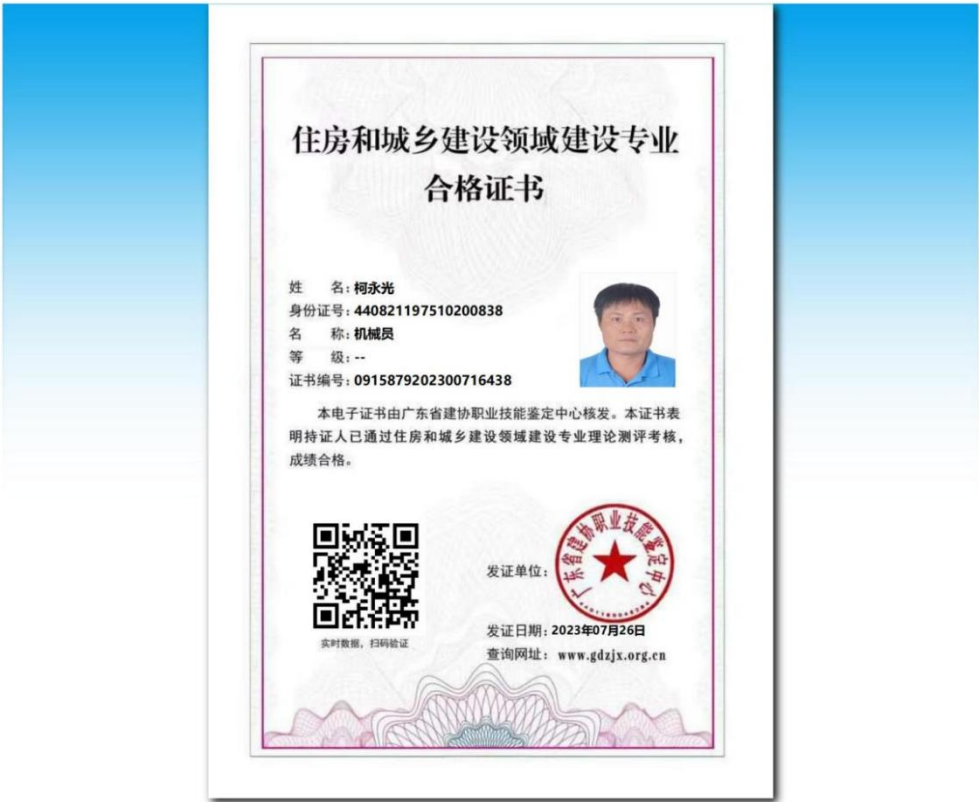 住房和城乡建设领域建设专业
合格证书
姓 名：柯永光
身份证号：440821197510200838
名 称：机械员
等 级：--
证书编号：0915879202300716438
本电子证书由广东省建协职业技能鉴定中心核发。本证书表
明持证人已通过住房和城乡建设领域建设专业理论测评考核，
成绩合格。
实时数据，扫码验证
发证单位：
广东省建协职业技能鉴定中心
发证日期：2023年07月26日
查询网址：www.gdzjx.org.cn